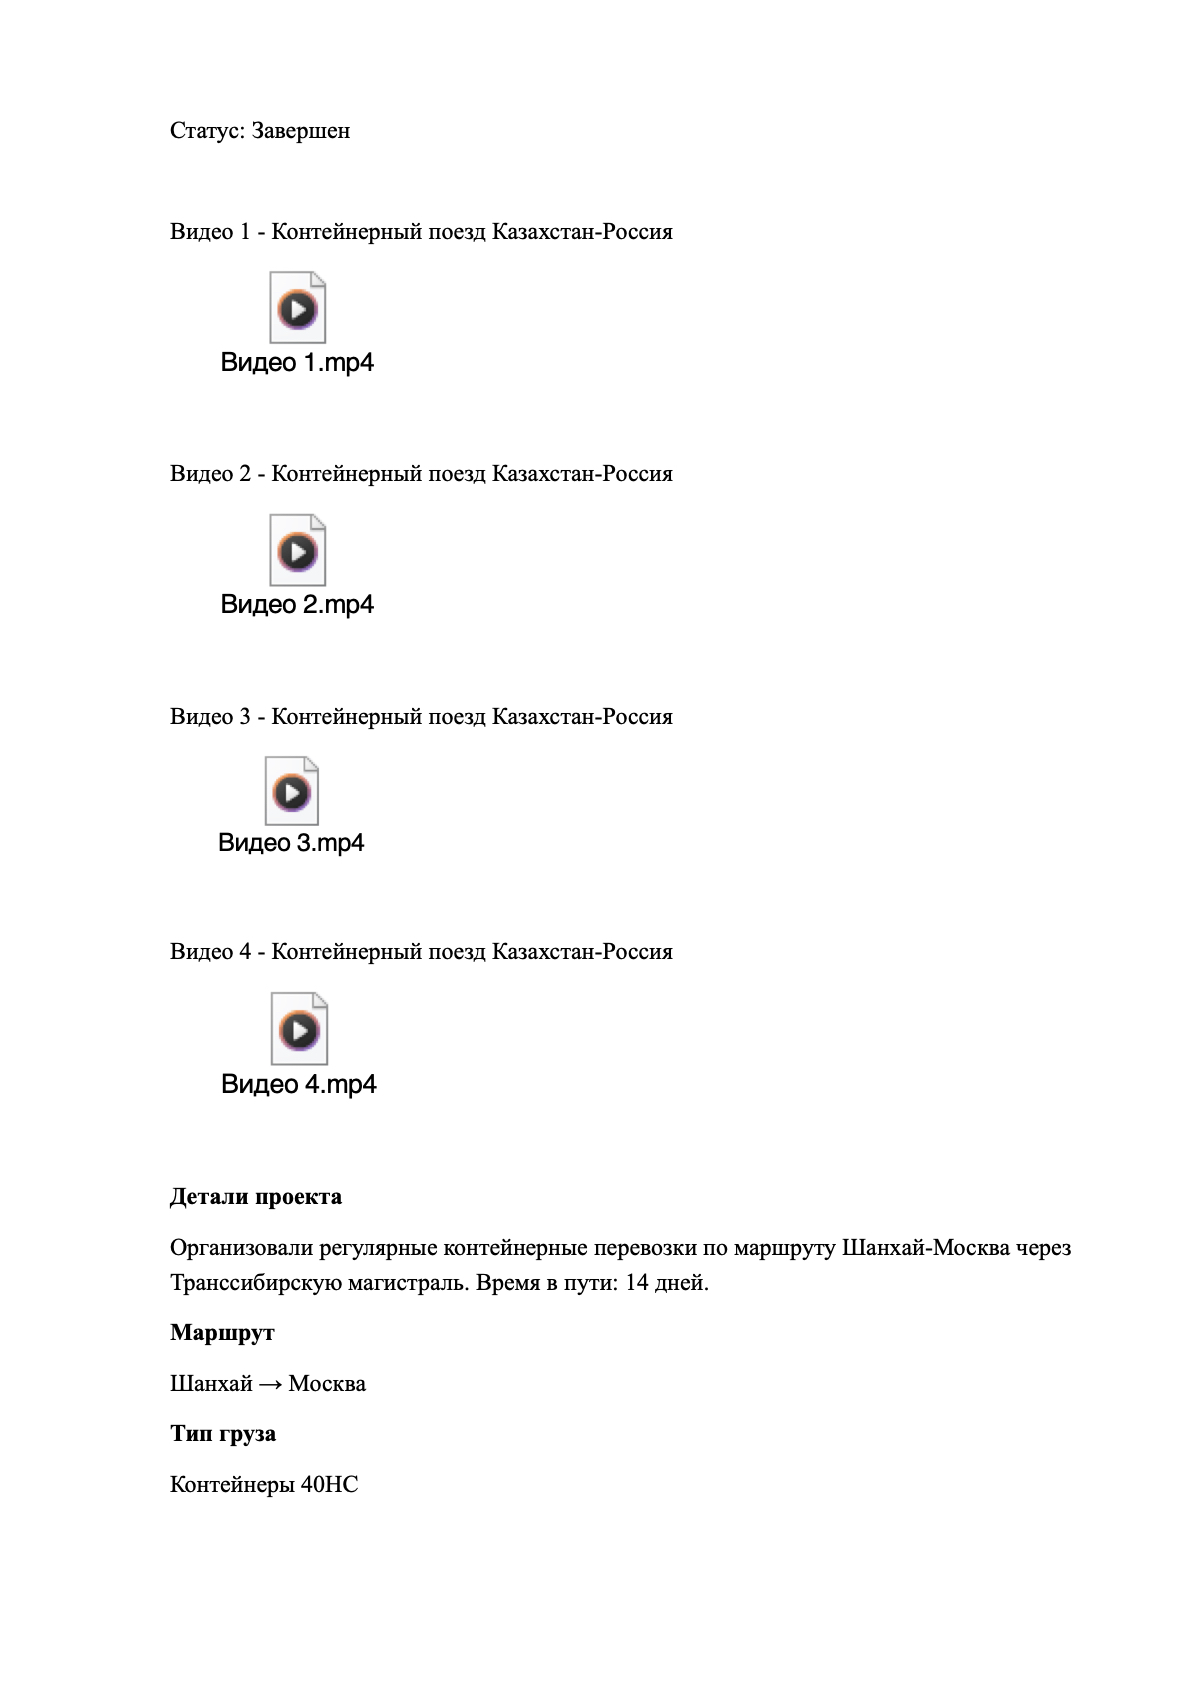 Статус: Завершен
Видео 1 - Контейнерный поезд Казахстан-Россия
Видео 1.mp4
Видео 2 - Контейнерный поезд Казахстан-Россия
Видео 2.mp4
Видео 3 - Контейнерный поезд Казахстан-Россия
Видео 3.mp4
Видео 4 - Контейнерный поезд Казахстан-Россия
Видео 4.mp4
Детали проекта
Организовали регулярные контейнерные перевозки по маршруту Шанхай-Москва через
Транссибирскую магистраль. Время в пути: 14 дней.
Маршрут
Шанхай → Москва
Тип груза
Контейнеры 40HC